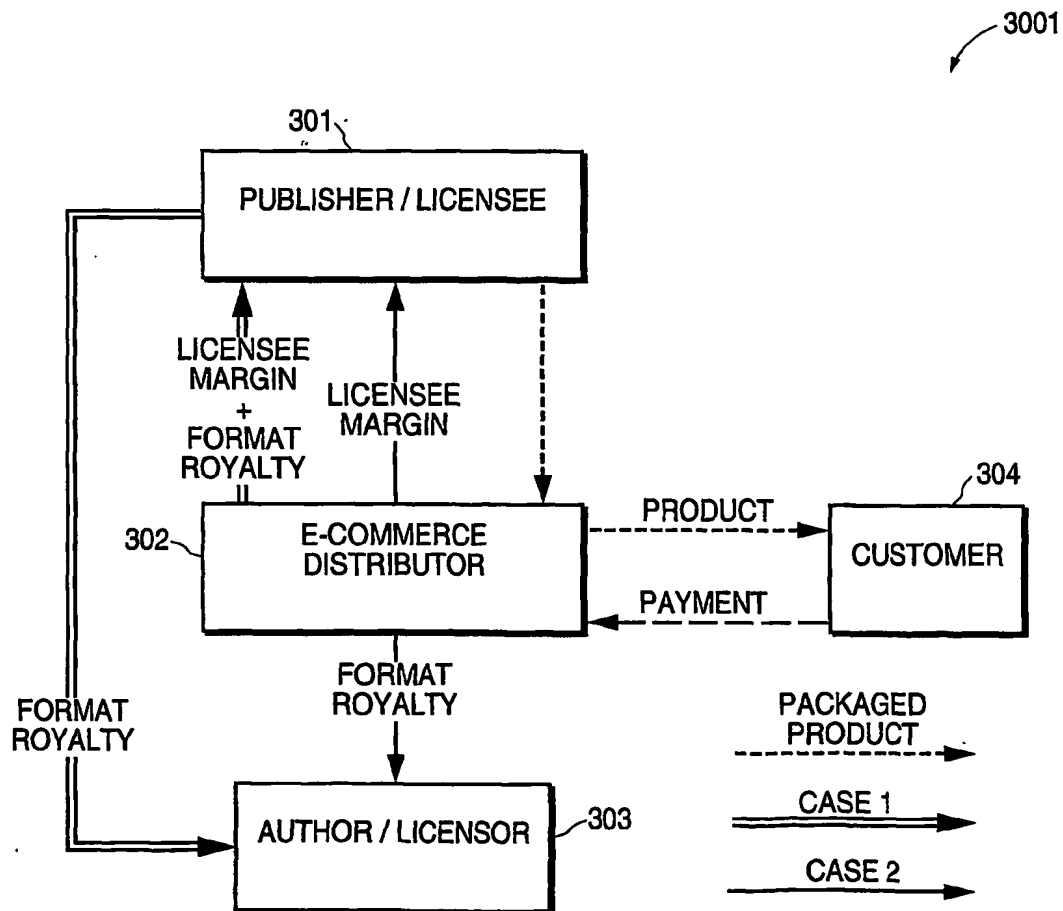 3001
301
PUBLISHER / LICENSEE
LICENSEE
MARGIN
+
FORMAT
ROYALTY
LICENSEE
MARGIN
302
E-COMMERCE
DISTRIBUTOR
PRODUCT
PAYMENT
304
CUSTOMER
FORMAT
ROYALTY
FORMAT
ROYALTY
AUTHOR / LICENSOR
303
PACKAGED
PRODUCT
CASE 1
CASE 2